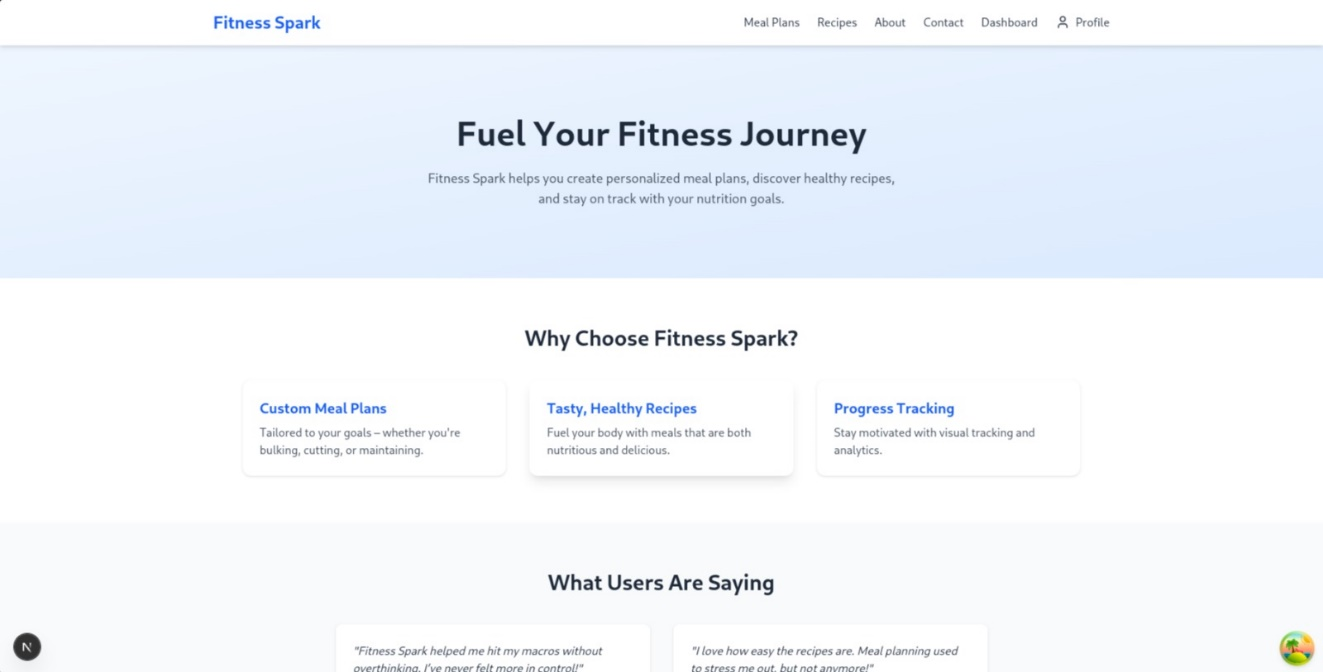 Fitness Spark
Meal Plans
Recipes
About
Contact
Dashboard
Profile
Fuel Your Fitness Journey
Fitness Spark helps you create personalized meal plans, discover healthy recipes,
and stay on track with your nutrition goals.
Why Choose Fitness Spark?
Custom Meal Plans
Tailored to your goals – whether you're
bulking, cutting, or maintaining.
Tasty, Healthy Recipes
Fuel your body with meals that are both
nutritious and delicious.
Progress Tracking
Stay motivated with visual tracking and
analytics.
What Users Are Saying
"Fitness Spark helped me hit my macros without
overthinking. I've never felt more in control!"
"I love how easy the recipes are. Meal planning used
to stress me out, but not anymore!"
N